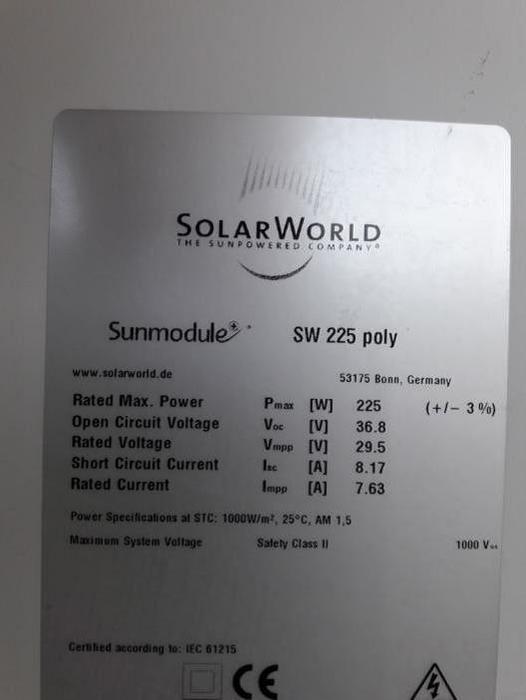 SOLARWORLD
THE SUNPOWERED COMPANY®
Sunmodule+ SW 225 poly
www.solarworld.de 53175 Bonn, Germany
Rated Max. Power Pmax [W] 225 (+/- 3 %)
Open Circuit Voltage Voc [V] 36.8
Rated Voltage Vmpp [V] 29.5
Short Circuit Current Isc [A] 8.17
Rated Current Impp [A] 7.63
Power Specifications at STC: 1000W/m², 25°C, AM 1,5
Maximum System Voltage Safety Class II 1000 V
Certified according to: IEC 61215
CE